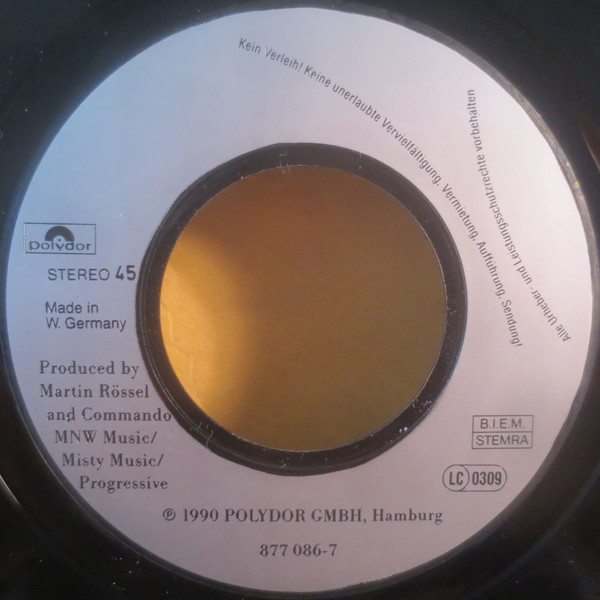 Kein Verleih! Keine unerlaubte Vervielfältigung, Vermietung, Aufführung, Sendung!
Alle Urheber- und Leistungsschutzrechte vorbehalten
polydor
STEREO 45
Made in
W. Germany
Produced by
Martin Rössel
and Commando
MNW Music/
Misty Music/
Progressive
B.I.E.M.
STEMRA
LC 0309
℗ 1990 POLYDOR GMBH, Hamburg
877 086-7